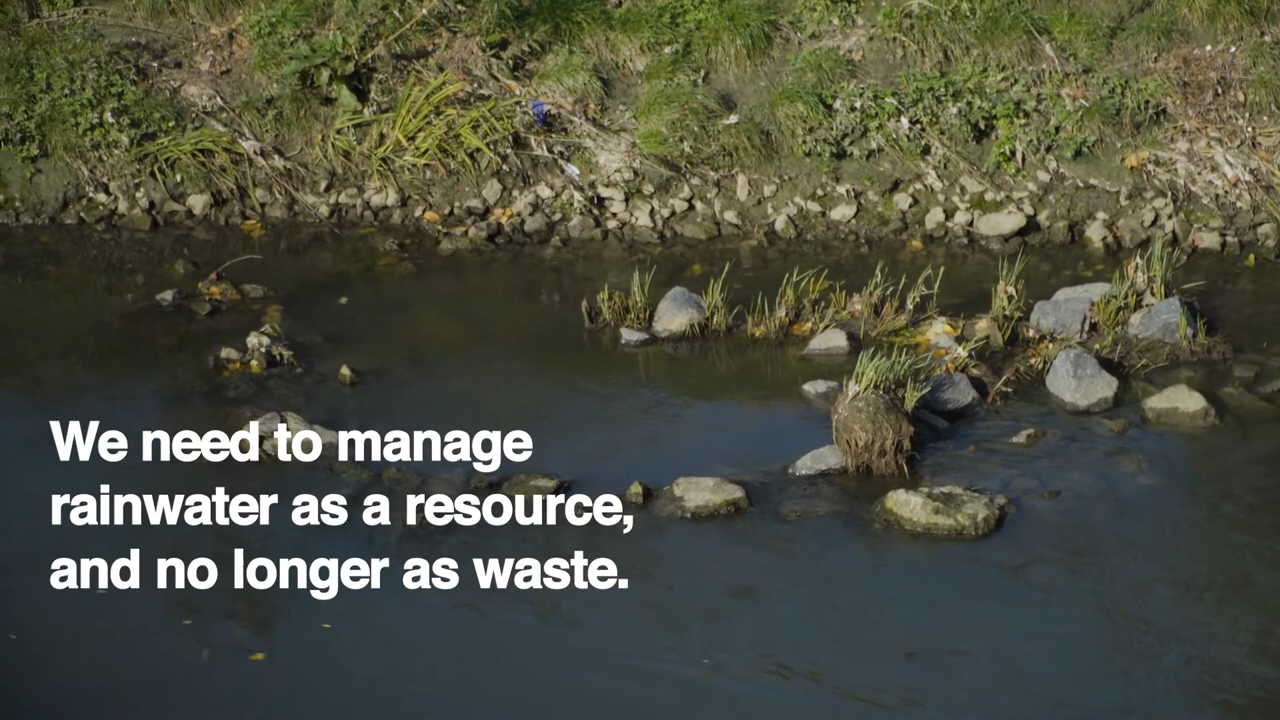 We need to manage
rainwater as a resource,
and no longer as waste.